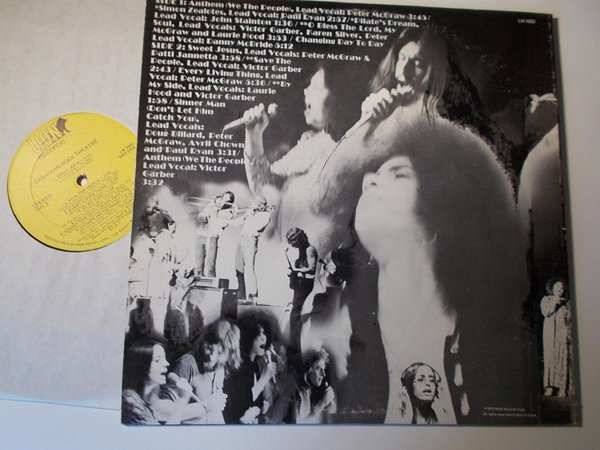 SIDE 1: Anthem (We The People), Lead Vocal: Peter McGraw 3:45/
*Simon Zealotes, Lead Vocal: Paul Ryan 2:57/*Pilate's Dream,
Lead Vocal: John Stainton 1:36/**O Bless The Lord, My
Soul, Lead Vocals: Victor Garber, Karen Silver, Peter
McGraw and Laurie Hood 3:53/Changing Day To Day
Lead Vocal: Danny McBride 5:12
SIDE 2: Sweet Jesus, Lead Vocals: Peter McGraw &
Patti Jannetta 3:58/**Save The
People, Lead Vocal: Victor Garber
2:43/Every Living Thing, Lead
Vocal: Peter McGraw 5:36/**By
My Side, Lead Vocals: Laurie
Hood and Victor Garber
1:58/Sinner Man
(Don't Let Him
Catch You),
Lead Vocals:
Doug Billard, Peter
McGraw, Avril Chown
and Paul Ryan 3:31/
Anthem (We The People)
Lead Vocal: Victor
Garber
3:32
RECORDS
CANADIAN ROCK THEATRE
STEREO